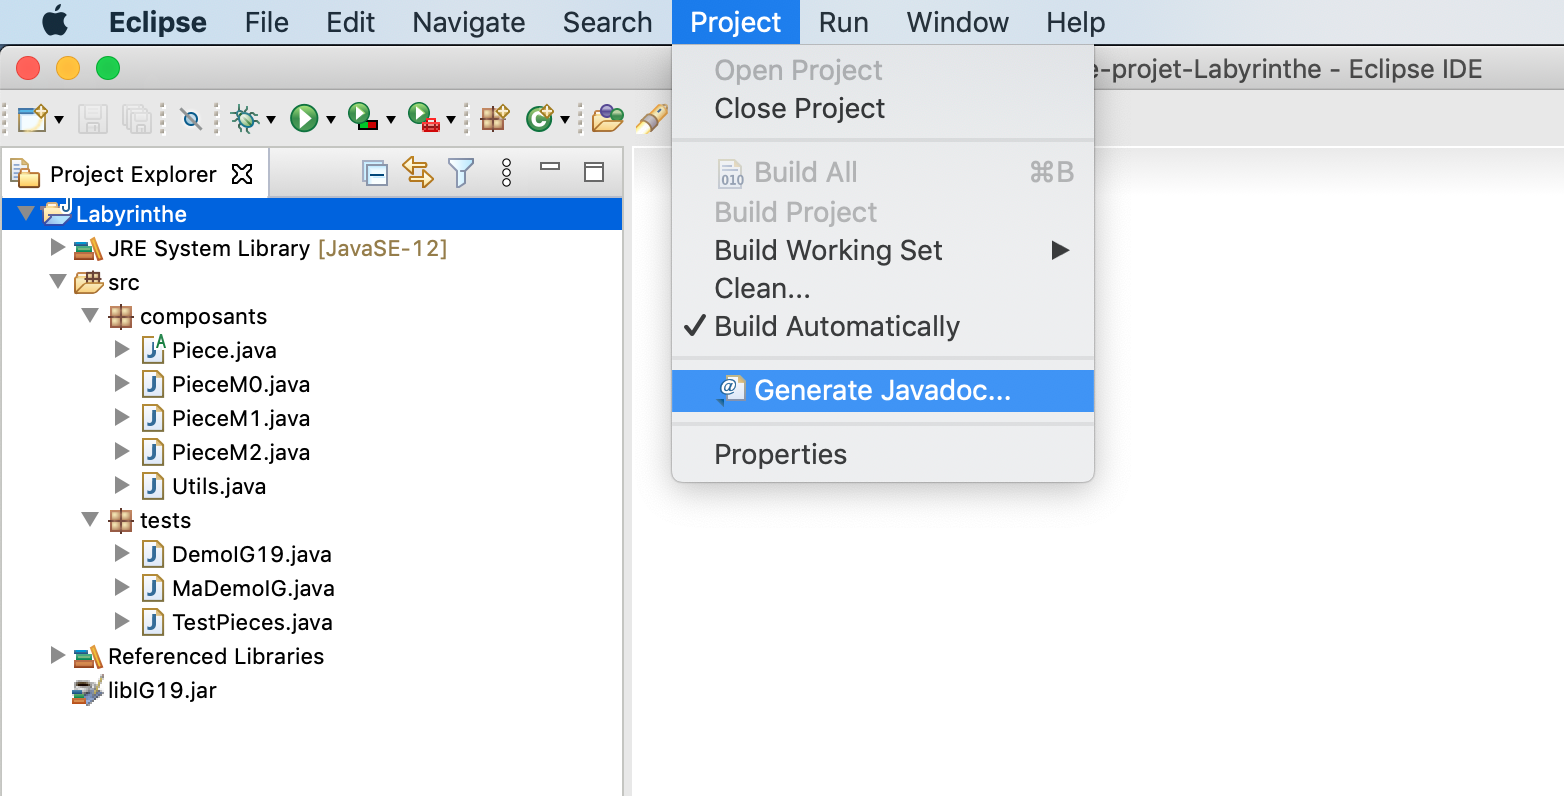 Eclipse File Edit Navigate Search Project Run Window Help
e-projet-Labyrinthe - Eclipse IDE
Open Project
Close Project
Build All ⌘B
Build Project
Build Working Set
Clean...
Build Automatically
Generate Javadoc...
Properties
Project Explorer
Labyrinthe
JRE System Library [JavaSE-12]
src
composants
Piece.java
PieceM0.java
PieceM1.java
PieceM2.java
Utils.java
tests
DemoIG19.java
MaDemoIG.java
TestPieces.java
Referenced Libraries
libIG19.jar